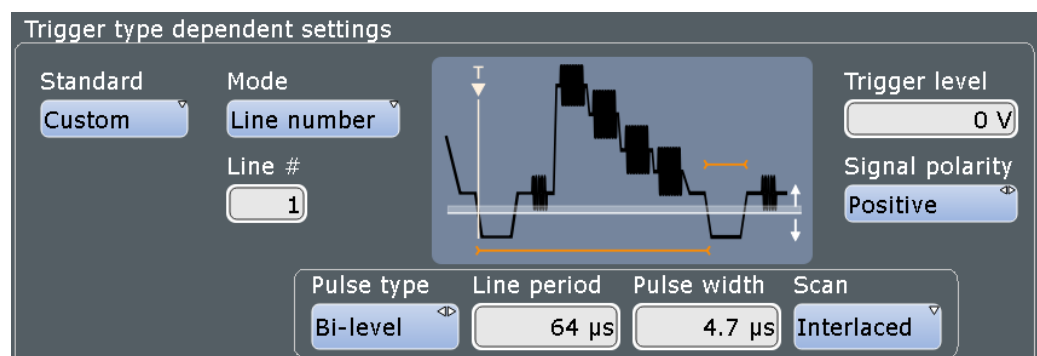 Trigger type dependent settings
Standard
Custom
Mode
Line number
Line #
1
T
Trigger level
0 V
Signal polarity
Positive
Pulse type
Bi-level
Line period
64 µs
Pulse width
4.7 µs
Scan
Interlaced